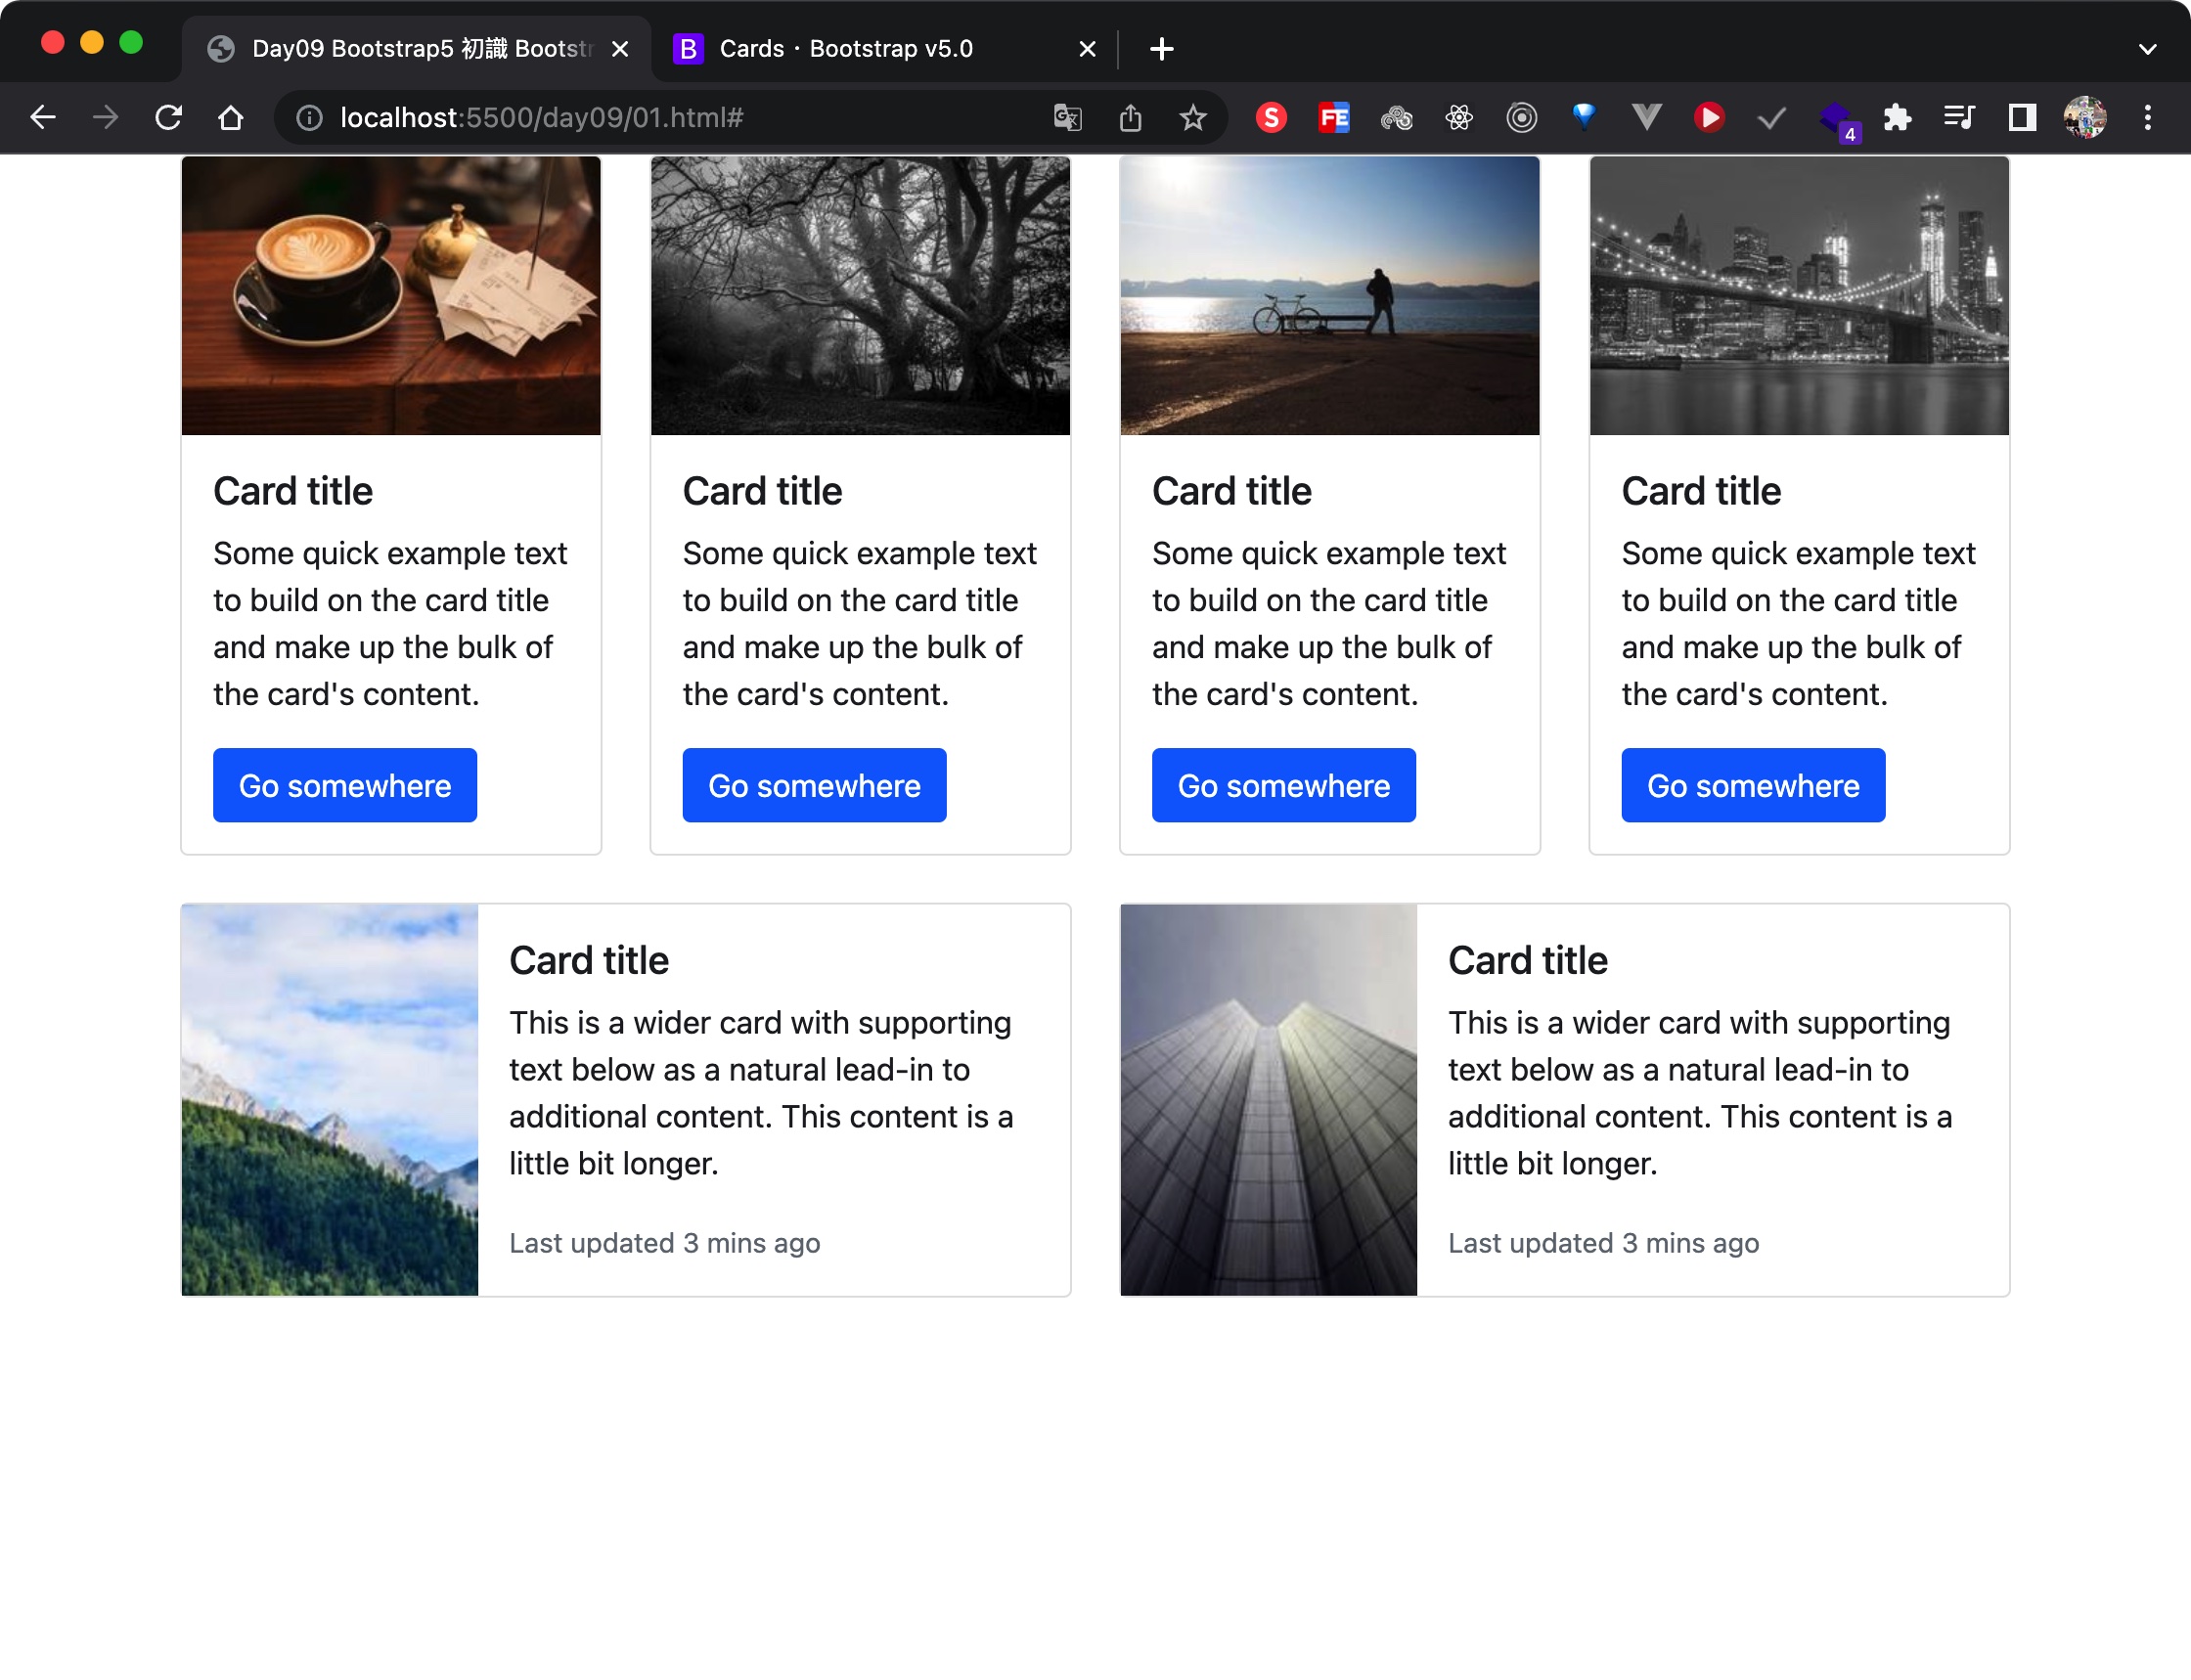 Day09 Bootstrap5 初識 Bootstr
B Cards · Bootstrap v5.0
localhost:5500/day09/01.html#
S
FE
4
Card title
Some quick example text
to build on the card title
and make up the bulk of
the card's content.
Go somewhere
Card title
Some quick example text
to build on the card title
and make up the bulk of
the card's content.
Go somewhere
Card title
Some quick example text
to build on the card title
and make up the bulk of
the card's content.
Go somewhere
Card title
Some quick example text
to build on the card title
and make up the bulk of
the card's content.
Go somewhere
Card title
This is a wider card with supporting
text below as a natural lead-in to
additional content. This content is a
little bit longer.
Last updated 3 mins ago
Card title
This is a wider card with supporting
text below as a natural lead-in to
additional content. This content is a
little bit longer.
Last updated 3 mins ago